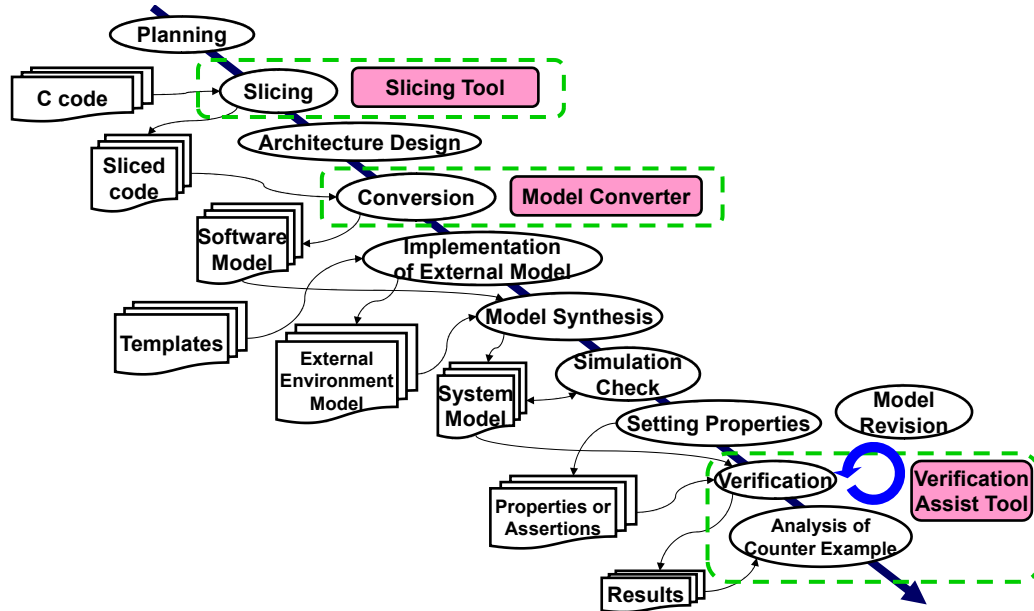 Planning
C code
Slicing
Slicing Tool
Architecture Design
Sliced
code
Conversion
Model Converter
Software
Model
Implementation
of External Model
Templates
Model Synthesis
External
Environment
Model
Simulation
Check
System
Model
Setting Properties
Model
Revision
Verification
Verification
Assist Tool
Properties or
Assertions
Analysis of
Counter Example
Results